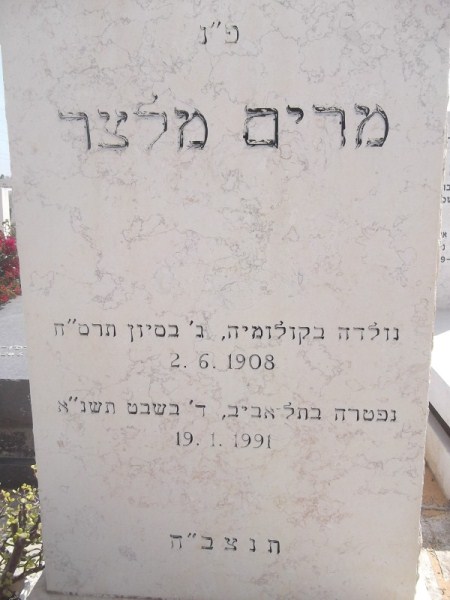 פ"נ
מרים מלצר
נולדה בקולומיה, ג' בסיון תרס"ח
2. 6. 1908
נפטרה בתל-אביב, ד' בשבט תשנ"א
19. 1. 1991
תנצב"ה